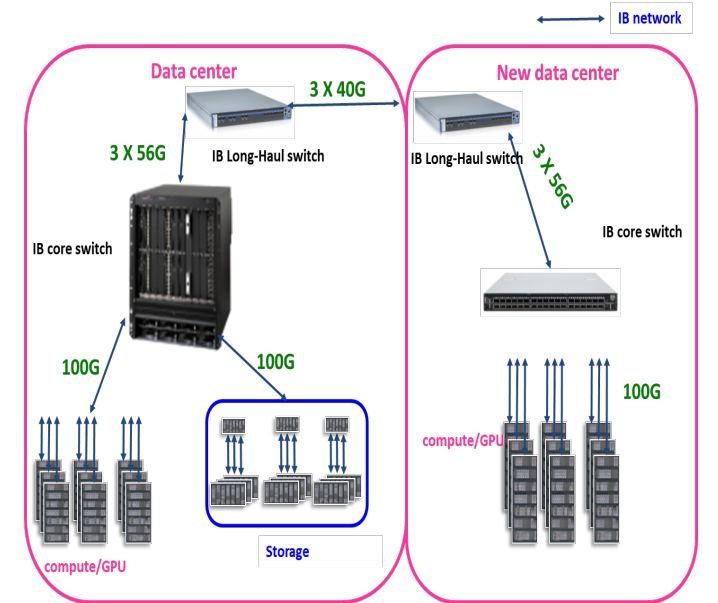 IB network
Data center
New data center
3 X 40G
3 X 56G
IB Long-Haul switch
IB Long-Haul switch
3 X 56G
IB core switch
IB core switch
100G
100G
100G
compute/GPU
Storage
compute/GPU